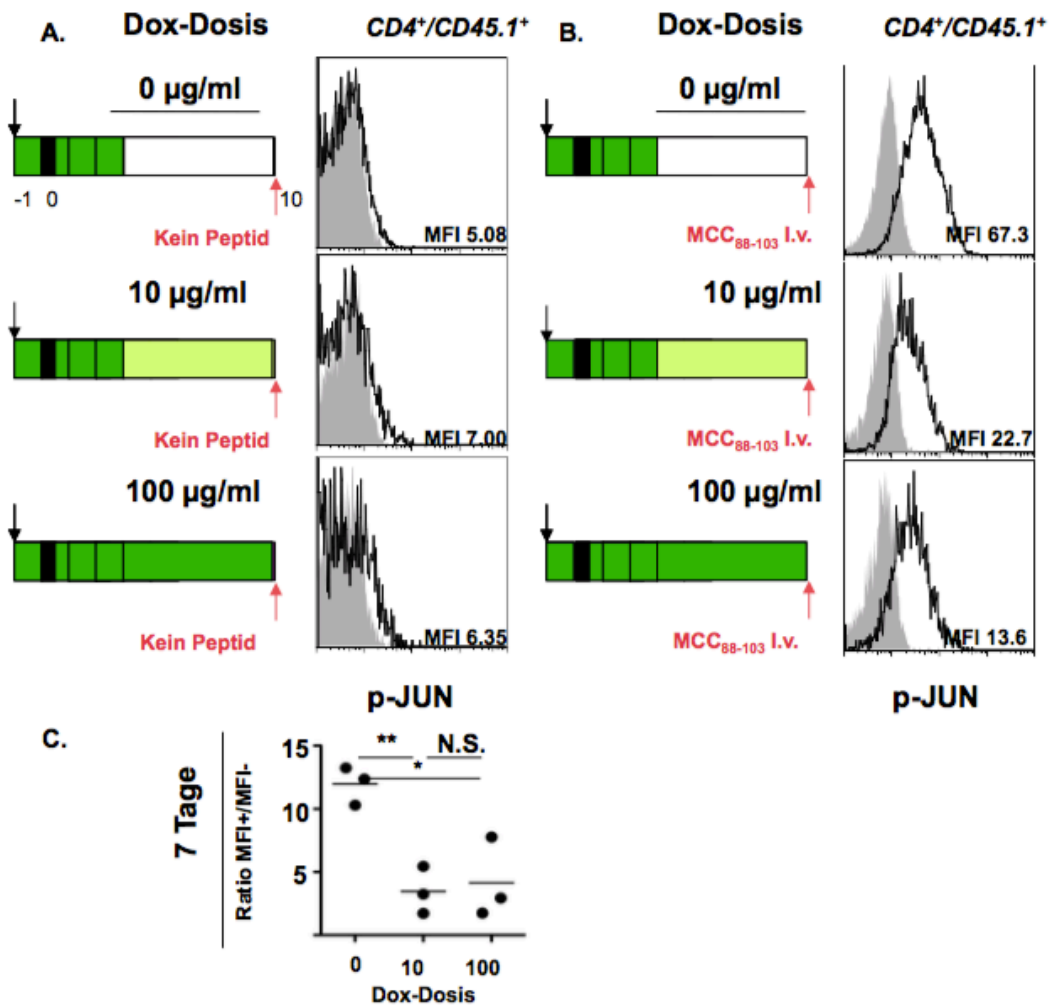 A.
Dox-Dosis
CD4⁺/CD45.1⁺
0 µg/ml
-1 0
10
Kein Peptid
MFI 5.08
10 µg/ml
Kein Peptid
MFI 7.00
100 µg/ml
Kein Peptid
MFI 6.35
p-JUN
B.
Dox-Dosis
CD4⁺/CD45.1⁺
0 µg/ml
MCC₈₈₋₁₀₃ I.v.
MFI 67.3
10 µg/ml
MCC₈₈₋₁₀₃ I.v.
MFI 22.7
100 µg/ml
MCC₈₈₋₁₀₃ I.v.
MFI 13.6
p-JUN
C.
7 Tage
Ratio MFI+/MFI-
15
10
5
** N.S.
*
0 10 100
Dox-Dosis